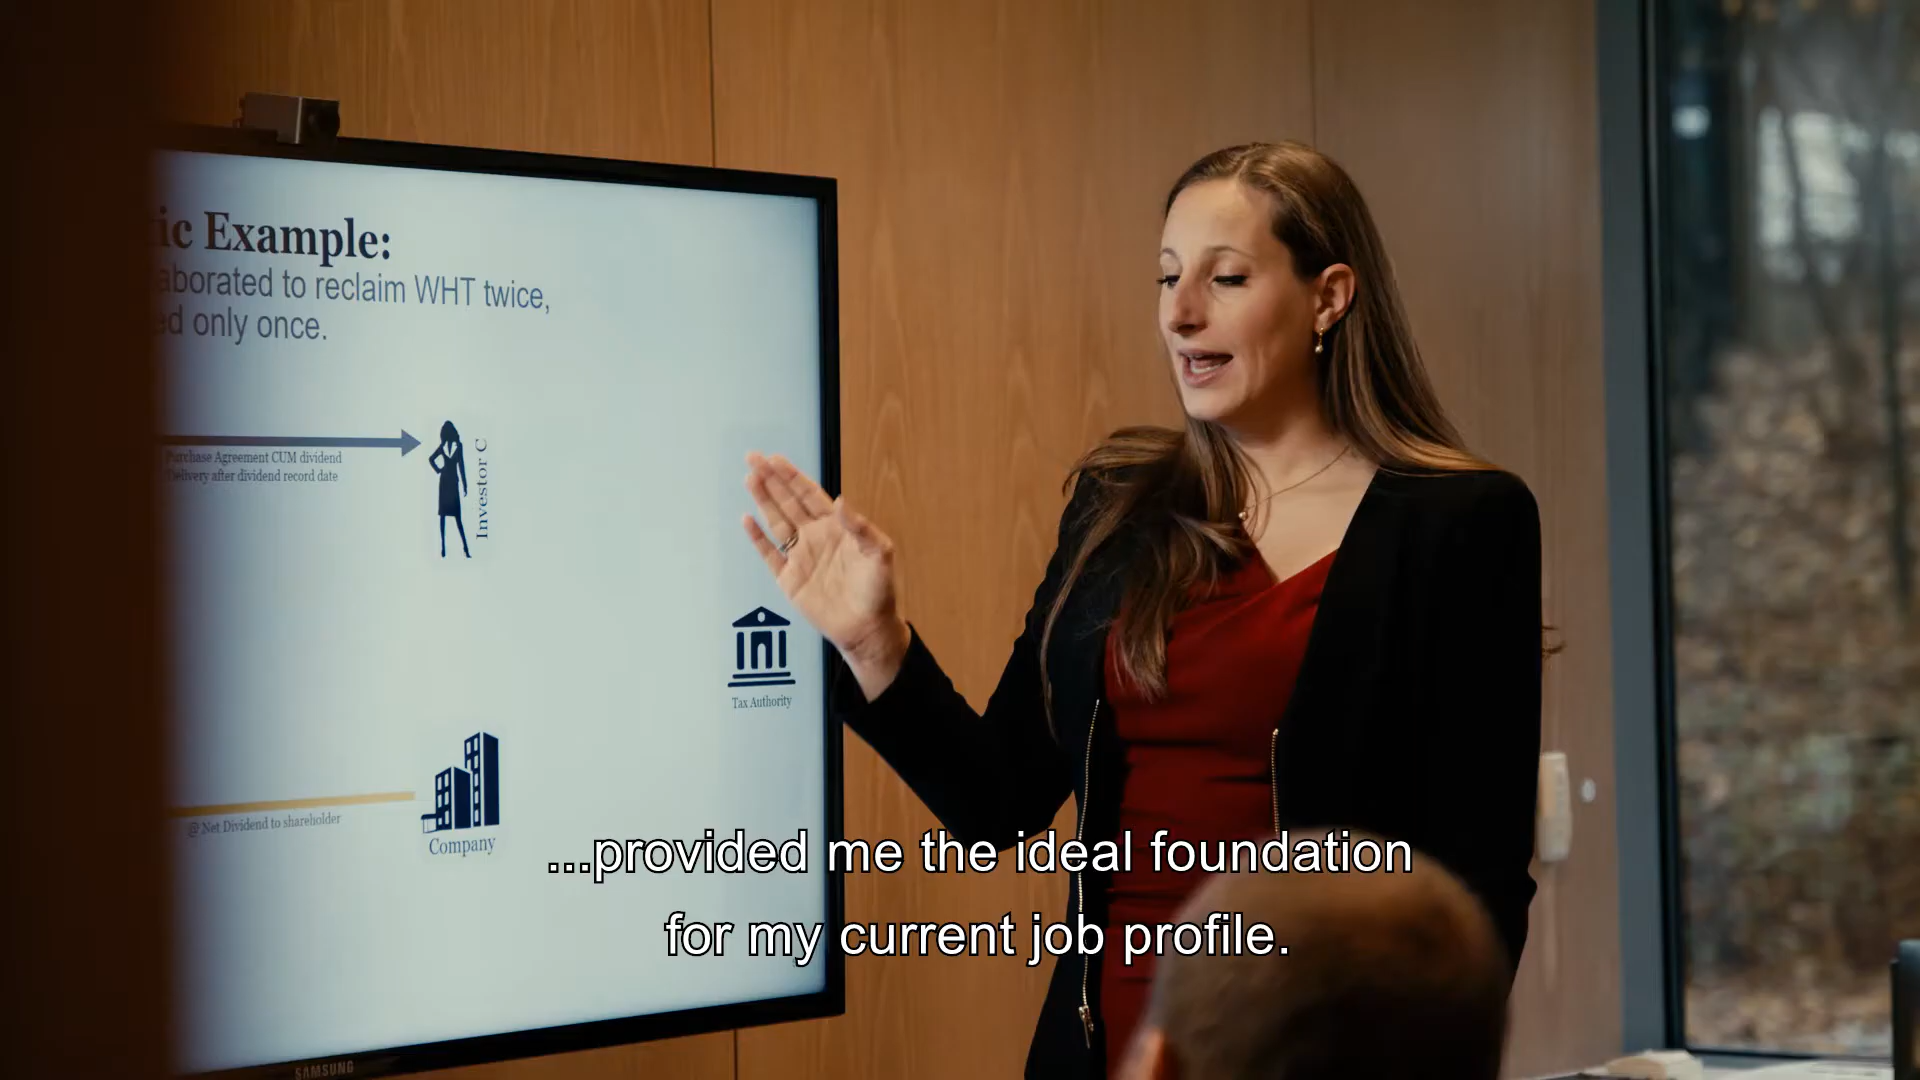 ic Example:
aborated to reclaim WHT twice,
ed only once.
Purchase Agreement CUM dividend
Delivery after dividend record date
Investor C
Tax Authority
@ Net Dividend to shareholder
Company
...provided me the ideal foundation
for my current job profile.
SAMSUNG